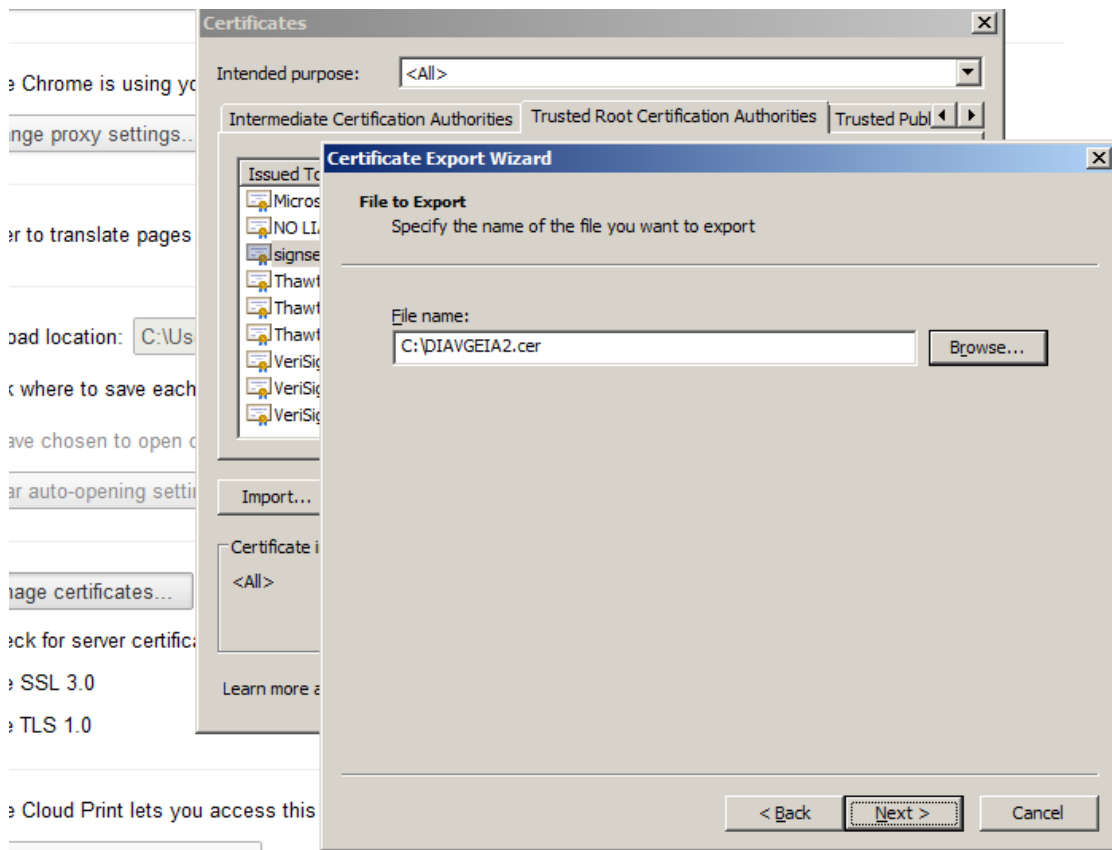 Certificates
Intended purpose:
<All>
Intermediate Certification Authorities
Trusted Root Certification Authorities
Trusted Publ
Issued To
Micros
NO LI
signse
Thawt
Thawt
Thawt
VeriSig
VeriSig
VeriSig
Import...
Certificate i
<All>
Learn more a
Certificate Export Wizard
File to Export
Specify the name of the file you want to export
File name:
C:\DIAVGEIA2.cer
Browse...
< Back
Next >
Cancel
e Chrome is using yo
nge proxy settings...
er to translate pages
oad location:
C:\Us
k where to save each
ave chosen to open
ar auto-opening setti
nage certificates...
eck for server certifica
e SSL 3.0
e TLS 1.0
e Cloud Print lets you access this